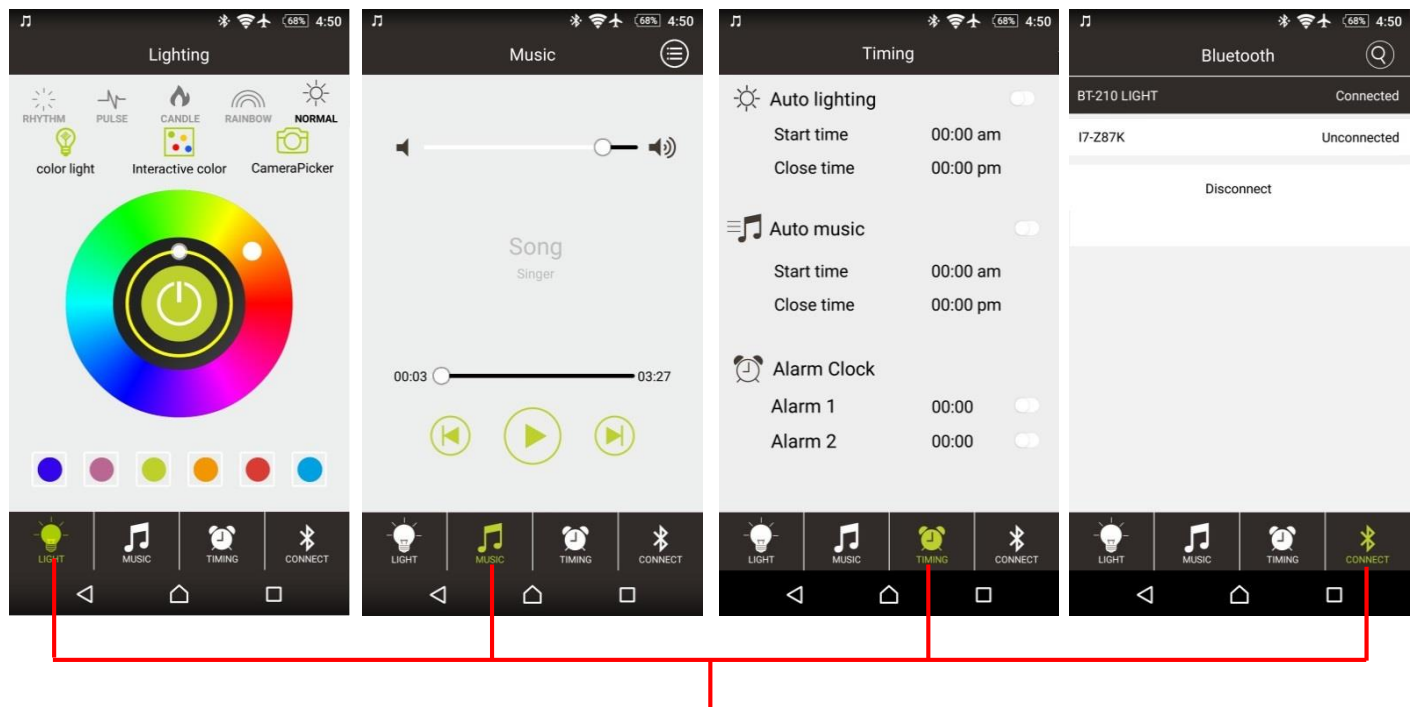 68% 4:50
Lighting
RHYTHM PULSE CANDLE RAINBOW NORMAL
color light Interactive color CameraPicker
LIGHT MUSIC TIMING CONNECT
68% 4:50
Music
Song
Singer
00:03 03:27
LIGHT MUSIC TIMING CONNECT
68% 4:50
Timing
Auto lighting
Start time 00:00 am
Close time 00:00 pm
Auto music
Start time 00:00 am
Close time 00:00 pm
Alarm Clock
Alarm 1 00:00
Alarm 2 00:00
LIGHT MUSIC TIMING CONNECT
68% 4:50
Bluetooth
BT-210 LIGHT Connected
I7-Z87K Unconnected
Disconnect
LIGHT MUSIC TIMING CONNECT